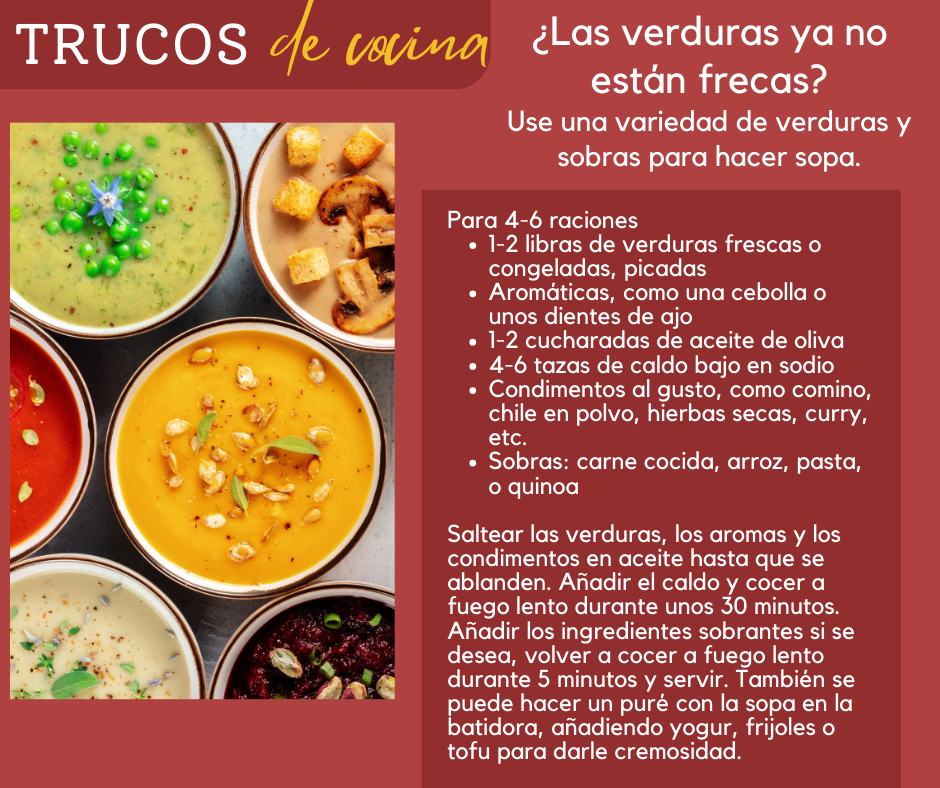 TRUCOS de cocina
¿Las verduras ya no
están frecas?
Use una variedad de verduras y
sobras para hacer sopa.
Para 4-6 raciones
• 1-2 libras de verduras frescas o
congeladas, picadas
• Aromáticas, como una cebolla o
unos dientes de ajo
• 1-2 cucharadas de aceite de oliva
• 4-6 tazas de caldo bajo en sodio
• Condimentos al gusto, como comino,
chile en polvo, hierbas secas, curry,
etc.
• Sobras: carne cocida, arroz, pasta,
o quinoa
Saltear las verduras, los aromas y los
condimentos en aceite hasta que se
ablanden. Añadir el caldo y cocer a
fuego lento durante unos 30 minutos.
Añadir los ingredientes sobrantes si se
desea, volver a cocer a fuego lento
durante 5 minutos y servir. También se
puede hacer un puré con la sopa en la
batidora, añadiendo yogur, frijoles o
tofu para darle cremosidad.